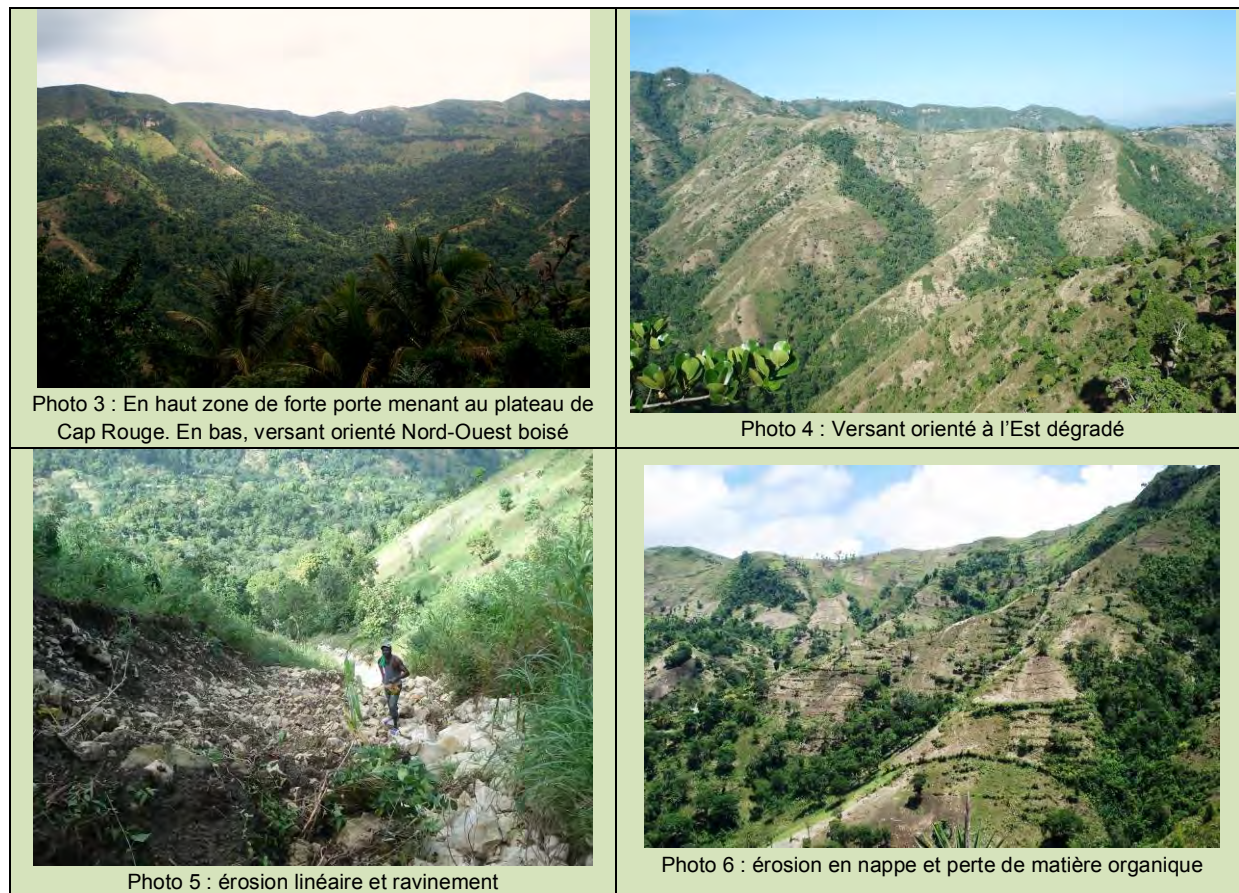 Photo 3 : En haut zone de forte porte menant au plateau de
Cap Rouge. En bas, versant orienté Nord-Ouest boisé
Photo 4 : Versant orienté à l'Est dégradé
Photo 5 : érosion linéaire et ravinement
Photo 6 : érosion en nappe et perte de matière organique